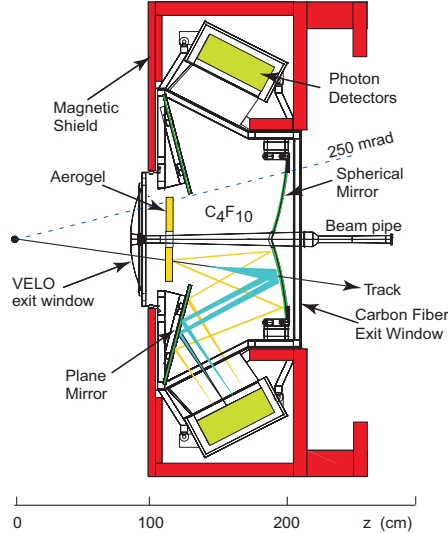 Photon
Detectors
Magnetic
Shield
250 mrad
Aerogel
Spherical
Mirror
C4F10
Beam pipe
VELO
exit window
Track
Carbon Fiber
Exit Window
Plane
Mirror
0 100 200 z (cm)